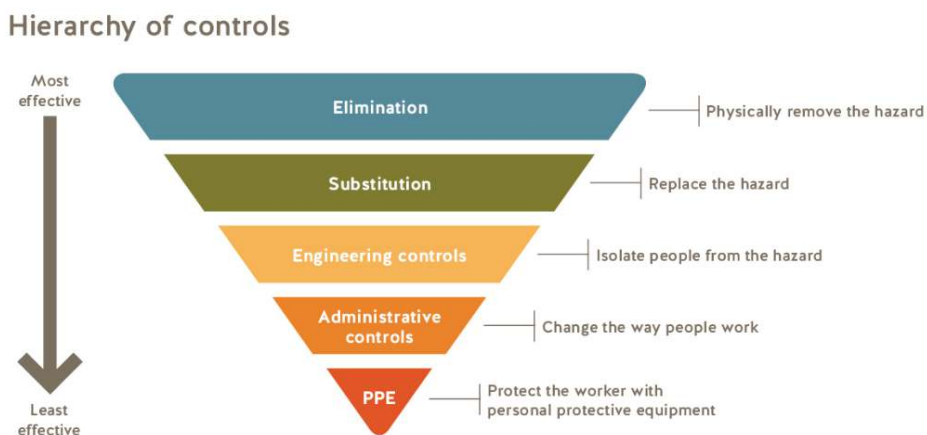 Hierarchy of controls
Most
effective
Elimination
Physically remove the hazard
Substitution
Replace the hazard
Engineering controls
Isolate people from the hazard
Administrative
controls
Change the way people work
PPE
Protect the worker with
personal protective equipment
Least
effective